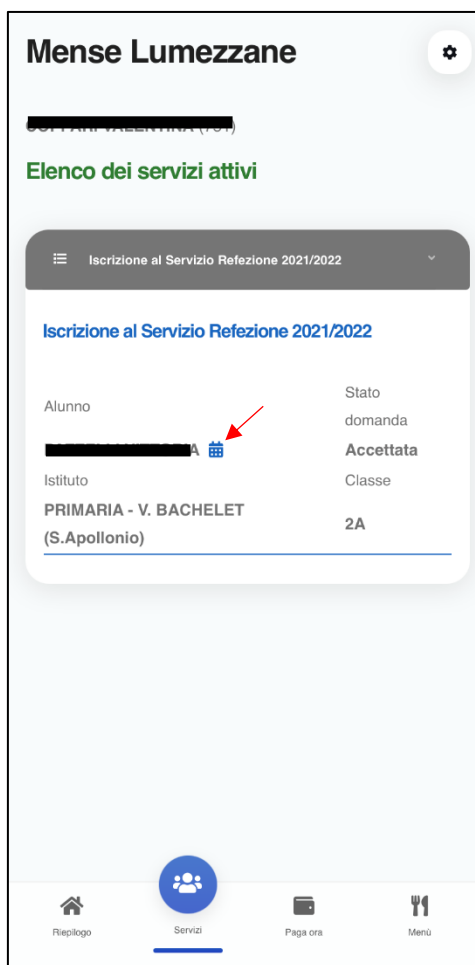 Mense Lumezzane
Elenco dei servizi attivi
Iscrizione al Servizio Refezione 2021/2022
Iscrizione al Servizio Refezione 2021/2022
Alunno
Stato
domanda
Accettata
Istituto
Classe
PRIMARIA - V. BACHELET
(S.Apollonio)
2A
Riepilogo
Servizi
Paga ora
Menù